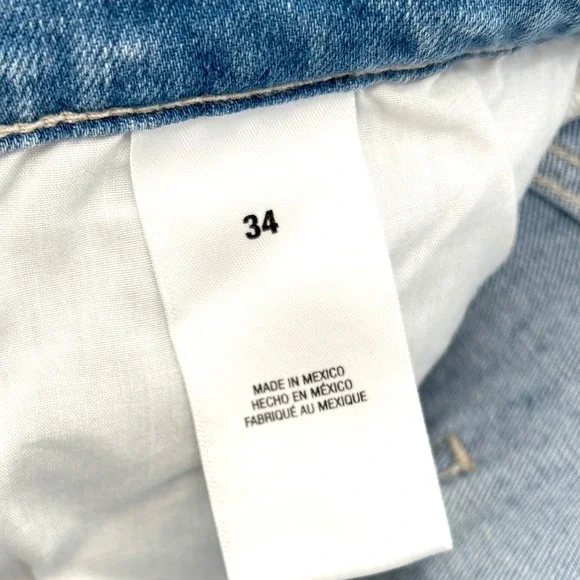 34
MADE IN MEXICO
HECHO EN MÉXICO
FABRIQUÉ AU MEXIQUE